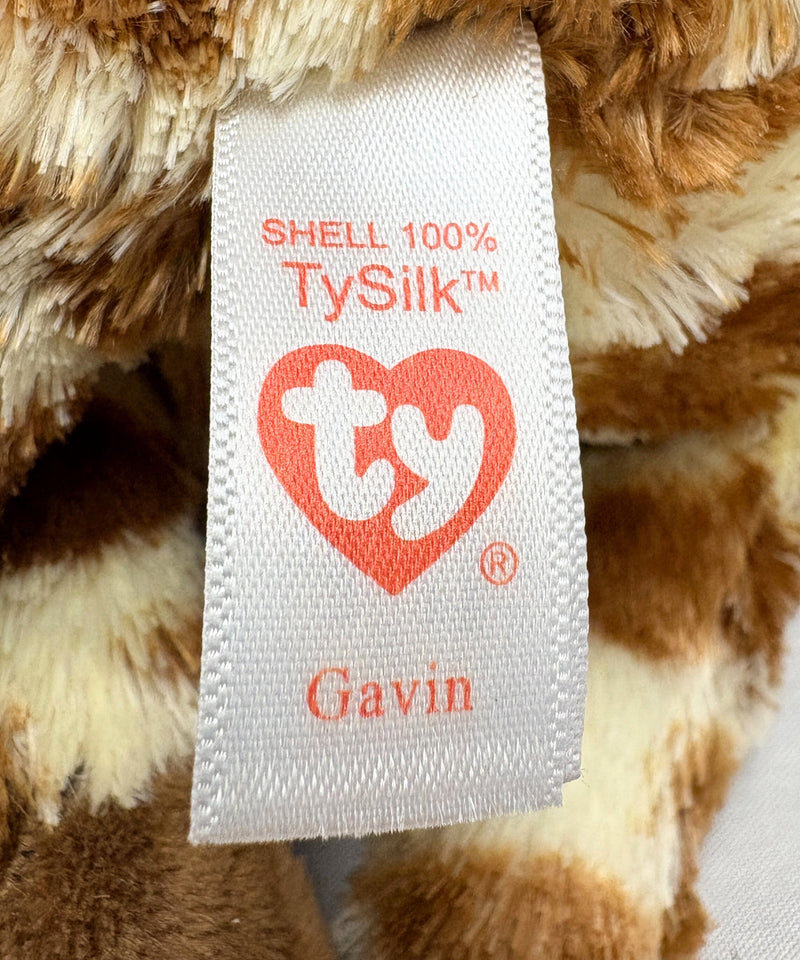 SHELL 100%
TySilk™
ty
®
Gavin